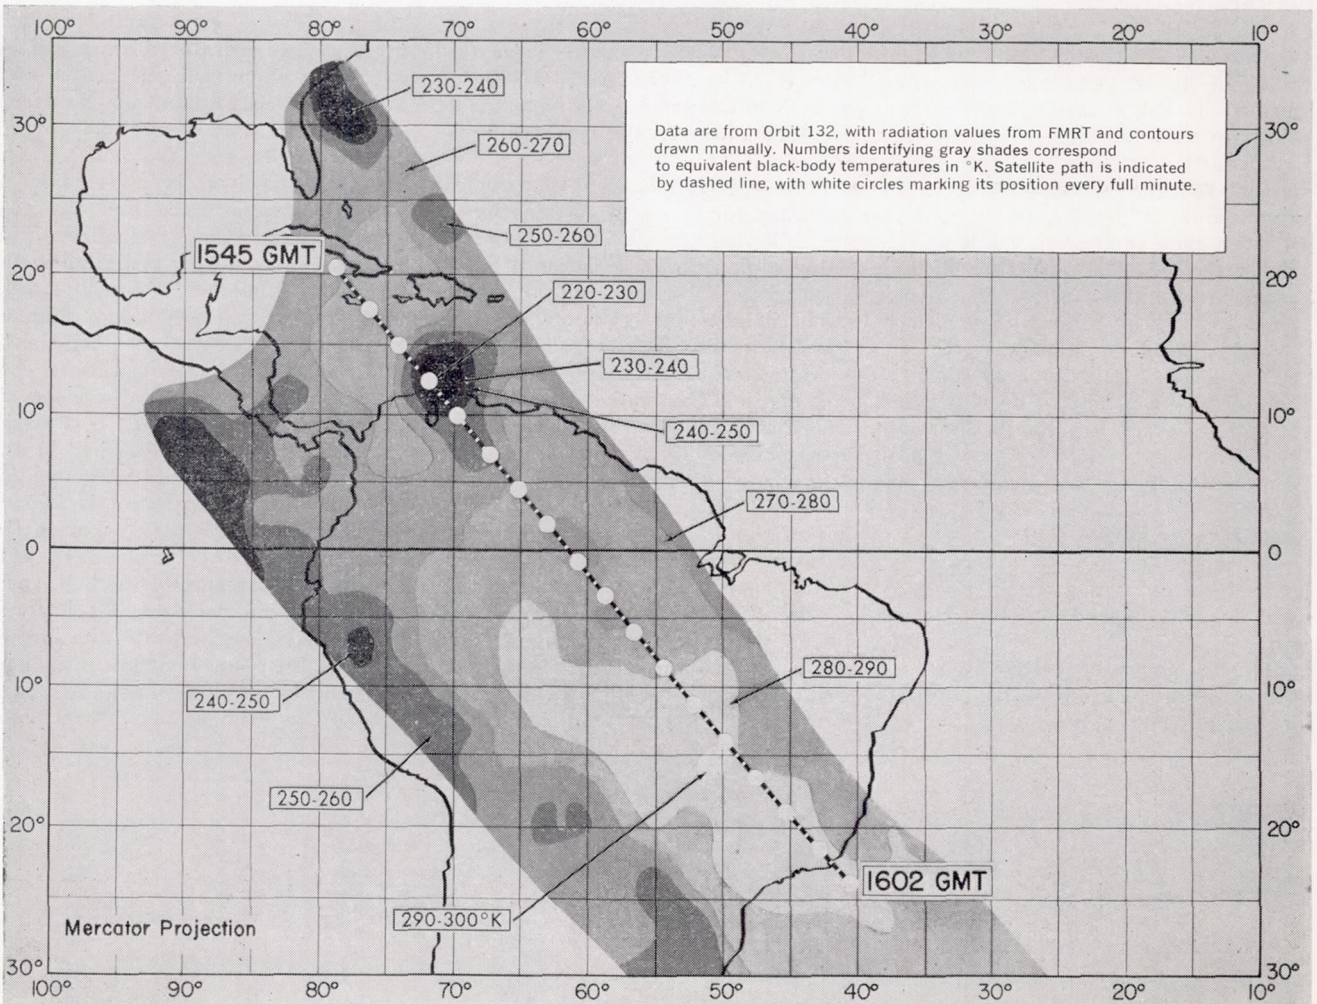 100° 90° 80° 70° 60° 50° 40° 30° 20° 10°
230-240
Data are from Orbit 132, with radiation values from FMRT and contours
drawn manually. Numbers identifying gray shades correspond
to equivalent black-body temperatures in °K. Satellite path is indicated
by dashed line, with white circles marking its position every full minute.
30° 30°
260-270
250-260
1545 GMT
20° 20°
220-230
230-240
10° 10°
240-250
270-280
0 0
280-290
10° 10°
240-250
250-260
20° 20°
1602 GMT
290-300°K
Mercator Projection
30° 30°
100° 90° 80° 70° 60° 50° 40° 30° 20° 10°